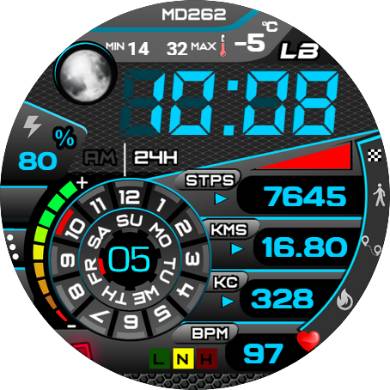 MD262
MIN 14 32 MAX -5°C LB
10:08
%
80 AM 24H
STPS
7645
KMS
16.80
KC
328
BPM
97
L N H
+
-
12 1 2 3 4 5 6 7 8 9 10 11
SU MO TU WE TH FR SA
05